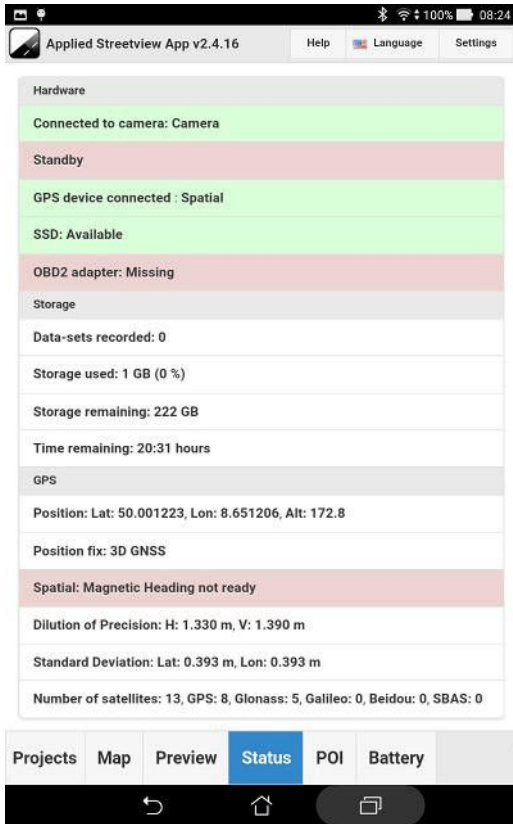 100% 08:24
Applied Streetview App v2.4.16 Help Language Settings
Hardware
Connected to camera: Camera
Standby
GPS device connected : Spatial
SSD: Available
OBD2 adapter: Missing
Storage
Data-sets recorded: 0
Storage used: 1 GB (0 %)
Storage remaining: 222 GB
Time remaining: 20:31 hours
GPS
Position: Lat: 50.001223, Lon: 8.651206, Alt: 172.8
Position fix: 3D GNSS
Spatial: Magnetic Heading not ready
Dilution of Precision: H: 1.330 m, V: 1.390 m
Standard Deviation: Lat: 0.393 m, Lon: 0.393 m
Number of satellites: 13, GPS: 8, Glonass: 5, Galileo: 0, Beidou: 0, SBAS: 0
Projects Map Preview Status POI Battery